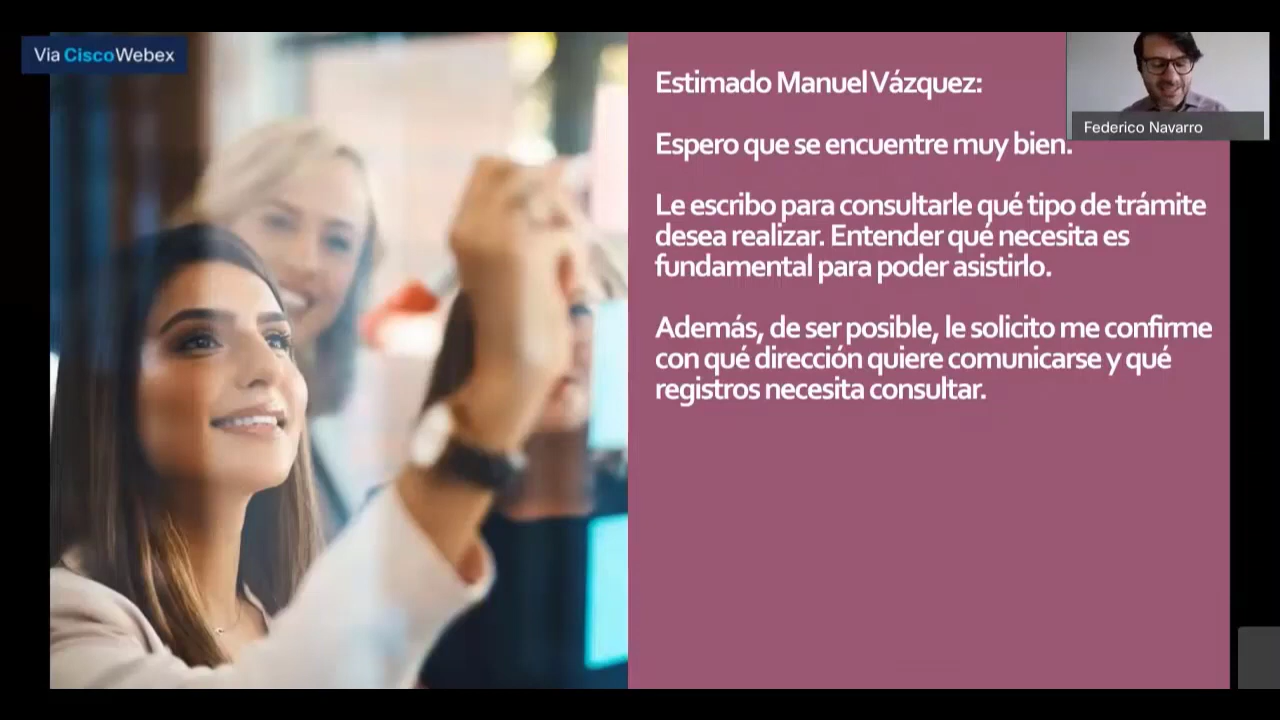 Via CiscoWebex
Estimado Manuel Vázquez:
Federico Navarro
Espero que se encuentre muy bien.
Le escribo para consultarle qué tipo de trámite
desea realizar. Entender qué necesita es
fundamental para poder asistirlo.
Además, de ser posible, le solicito me confirme
con qué dirección quiere comunicarse y qué
registros necesita consultar.